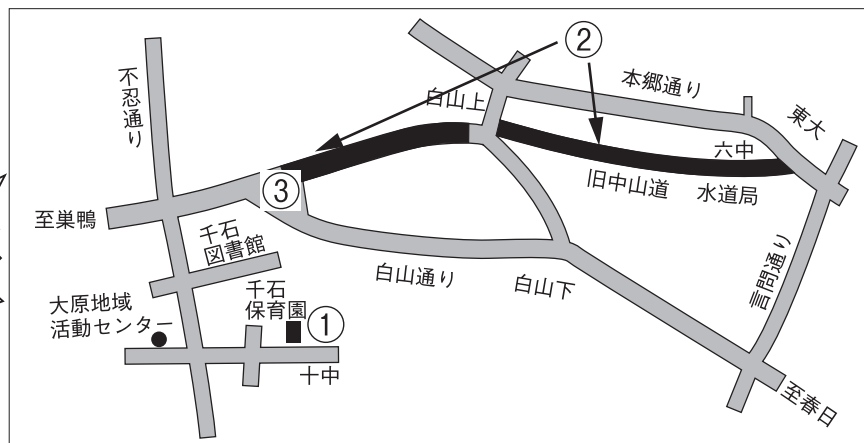 不忍通り
②
本郷通り
東大
白山上
六中
旧中山道
水道局
③
至巣鴨
千石
図書館
白山通り
白山下
言問通り
大原地域
活動センター
千石
保育園
①
十中
至春日